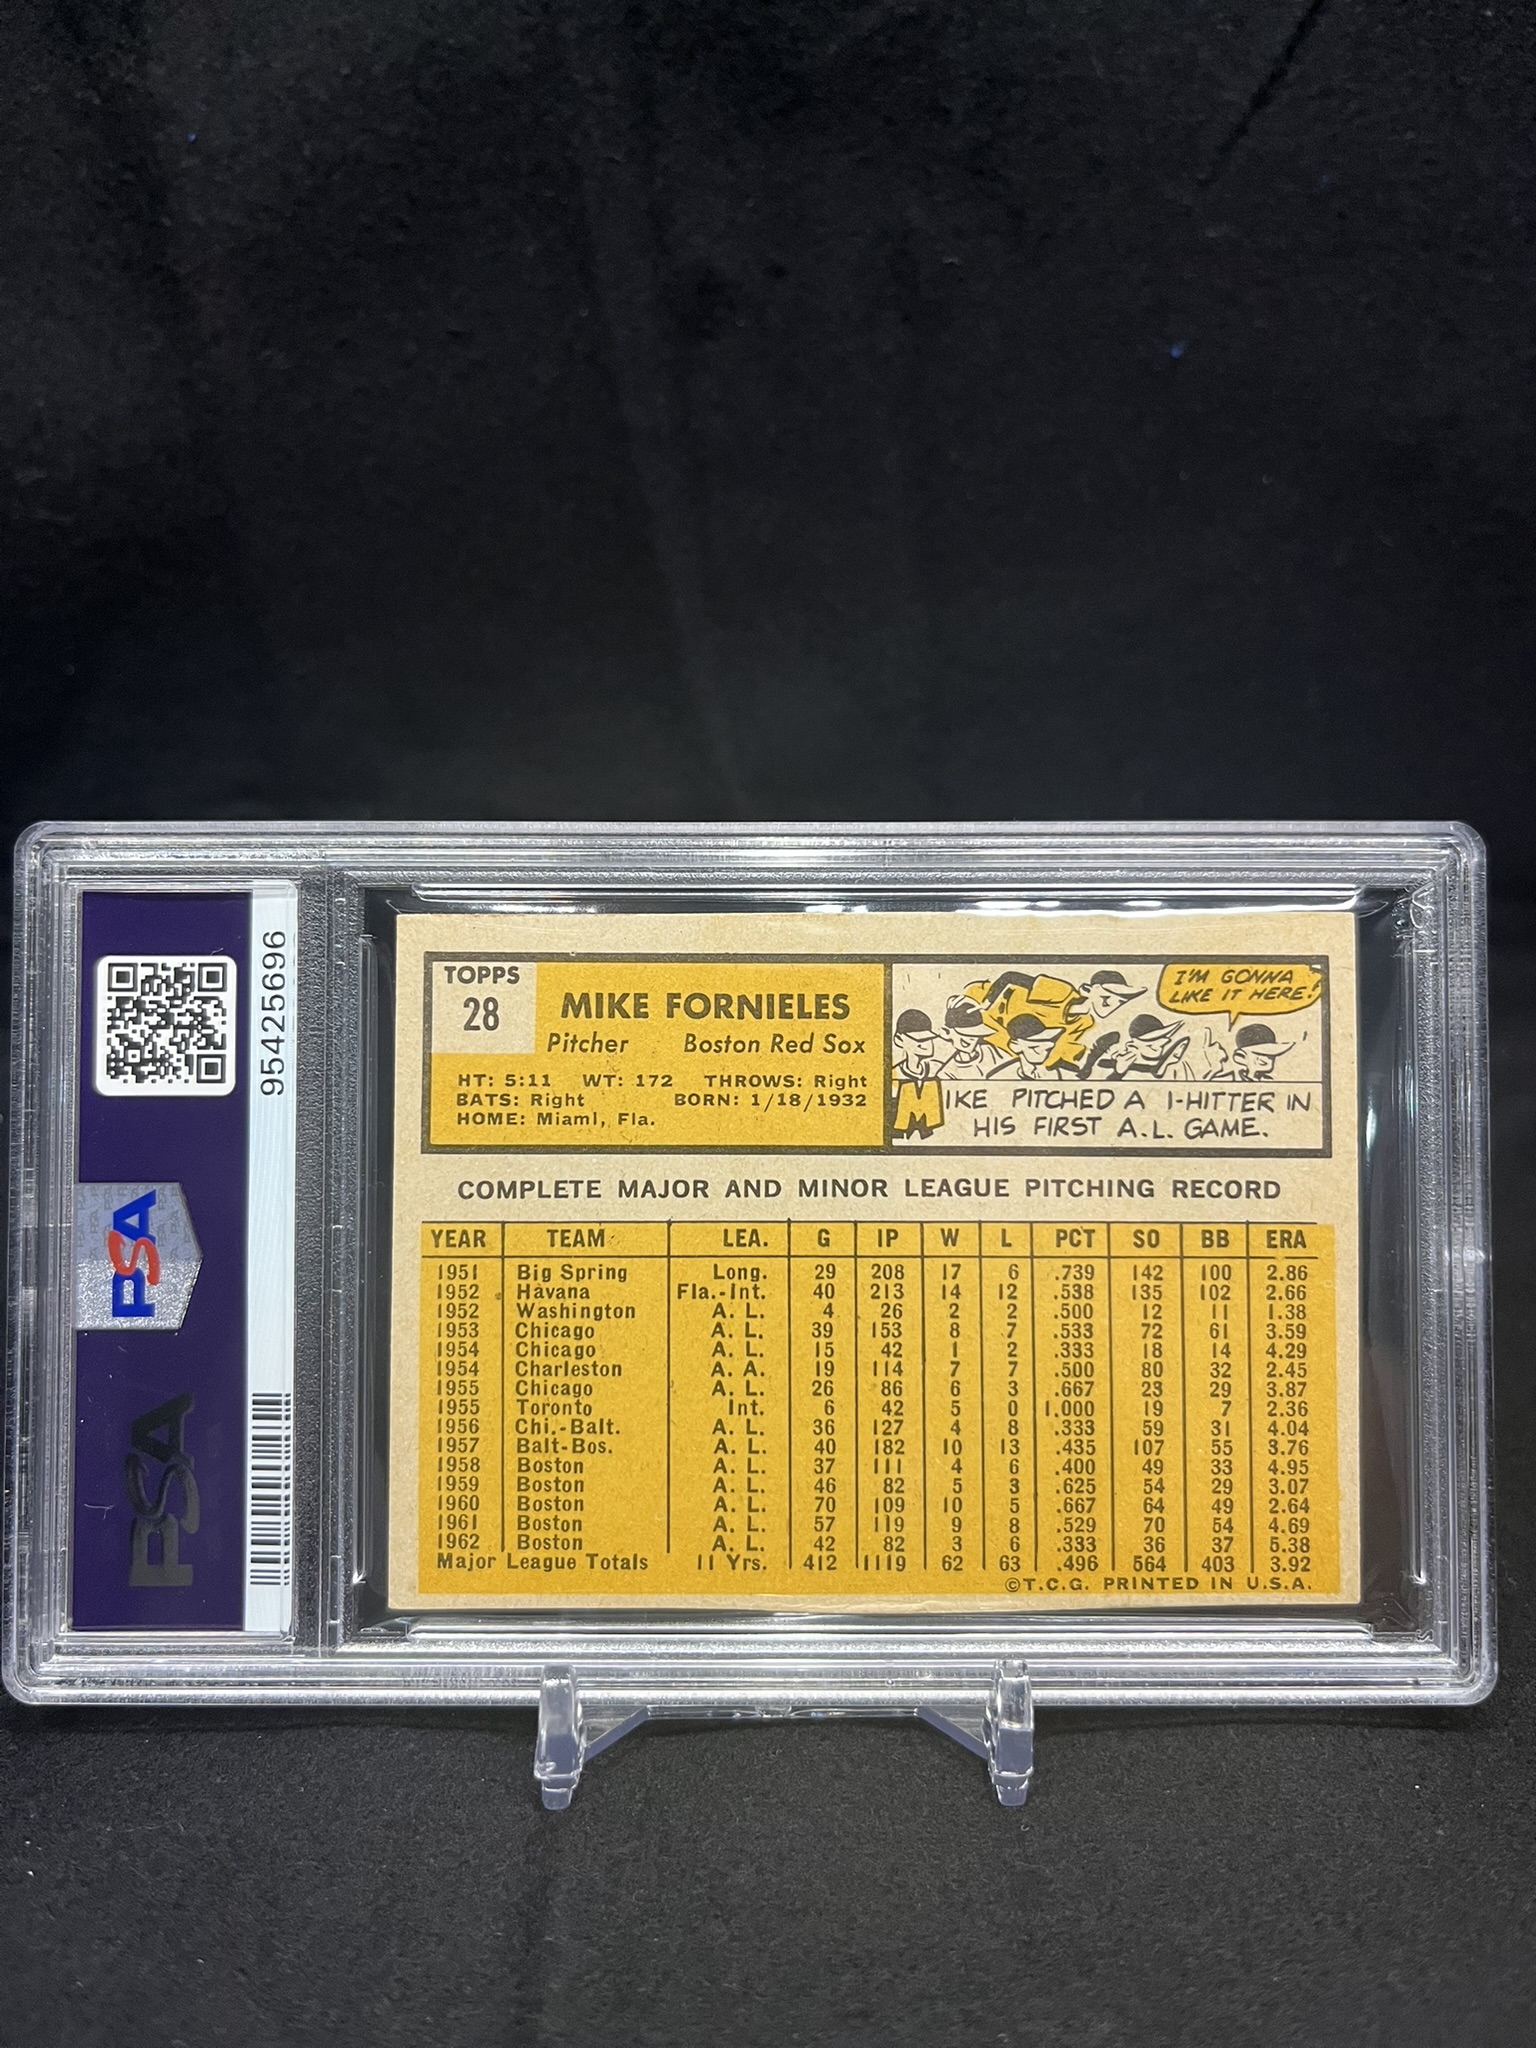 95425696
PSA
PSA
TOPPS
28
MIKE FORNIELES
Pitcher Boston Red Sox
HT: 5:11 WT: 172 THROWS: Right
BATS: Right BORN: 1/18/1932
HOME: Miami, Fla.
I'M GONNA
LIKE IT HERE!
MIKE PITCHED A 1-HITTER IN
HIS FIRST A.L. GAME.
COMPLETE MAJOR AND MINOR LEAGUE PITCHING RECORD
YEAR TEAM LEA. G IP W L PCT SO BB ERA
1951 Big Spring Long. 29 208 17 6 .739 142 100 2.86
1952 Havana Fla.-Int. 40 213 14 12 .538 135 102 2.66
1952 Washington A. L. 4 26 2 2 .500 12 11 1.38
1953 Chicago A. L. 39 153 8 7 .533 72 61 3.59
1954 Chicago A. L. 15 42 1 2 .333 18 14 4.29
1954 Charleston A. A. 19 114 7 7 .500 80 32 2.45
1955 Chicago A. L. 26 86 6 3 .667 23 29 3.87
1955 Toronto Int. 6 42 5 0 1.000 19 7 2.36
1956 Chi.-Balt. A. L. 36 127 4 8 .333 59 31 4.04
1957 Balt-Bos. A. L. 40 182 10 13 .435 107 55 3.76
1958 Boston A. L. 37 111 4 6 .400 49 33 4.95
1959 Boston A. L. 46 82 5 3 .625 54 29 3.07
1960 Boston A. L. 70 109 10 5 .667 64 49 2.64
1961 Boston A. L. 57 119 9 8 .529 70 54 4.69
1962 Boston A. L. 42 82 3 6 .333 36 37 5.38
Major League Totals 11 Yrs. 412 1119 62 63 .496 564 403 3.92
©T.C.G. PRINTED IN U.S.A.